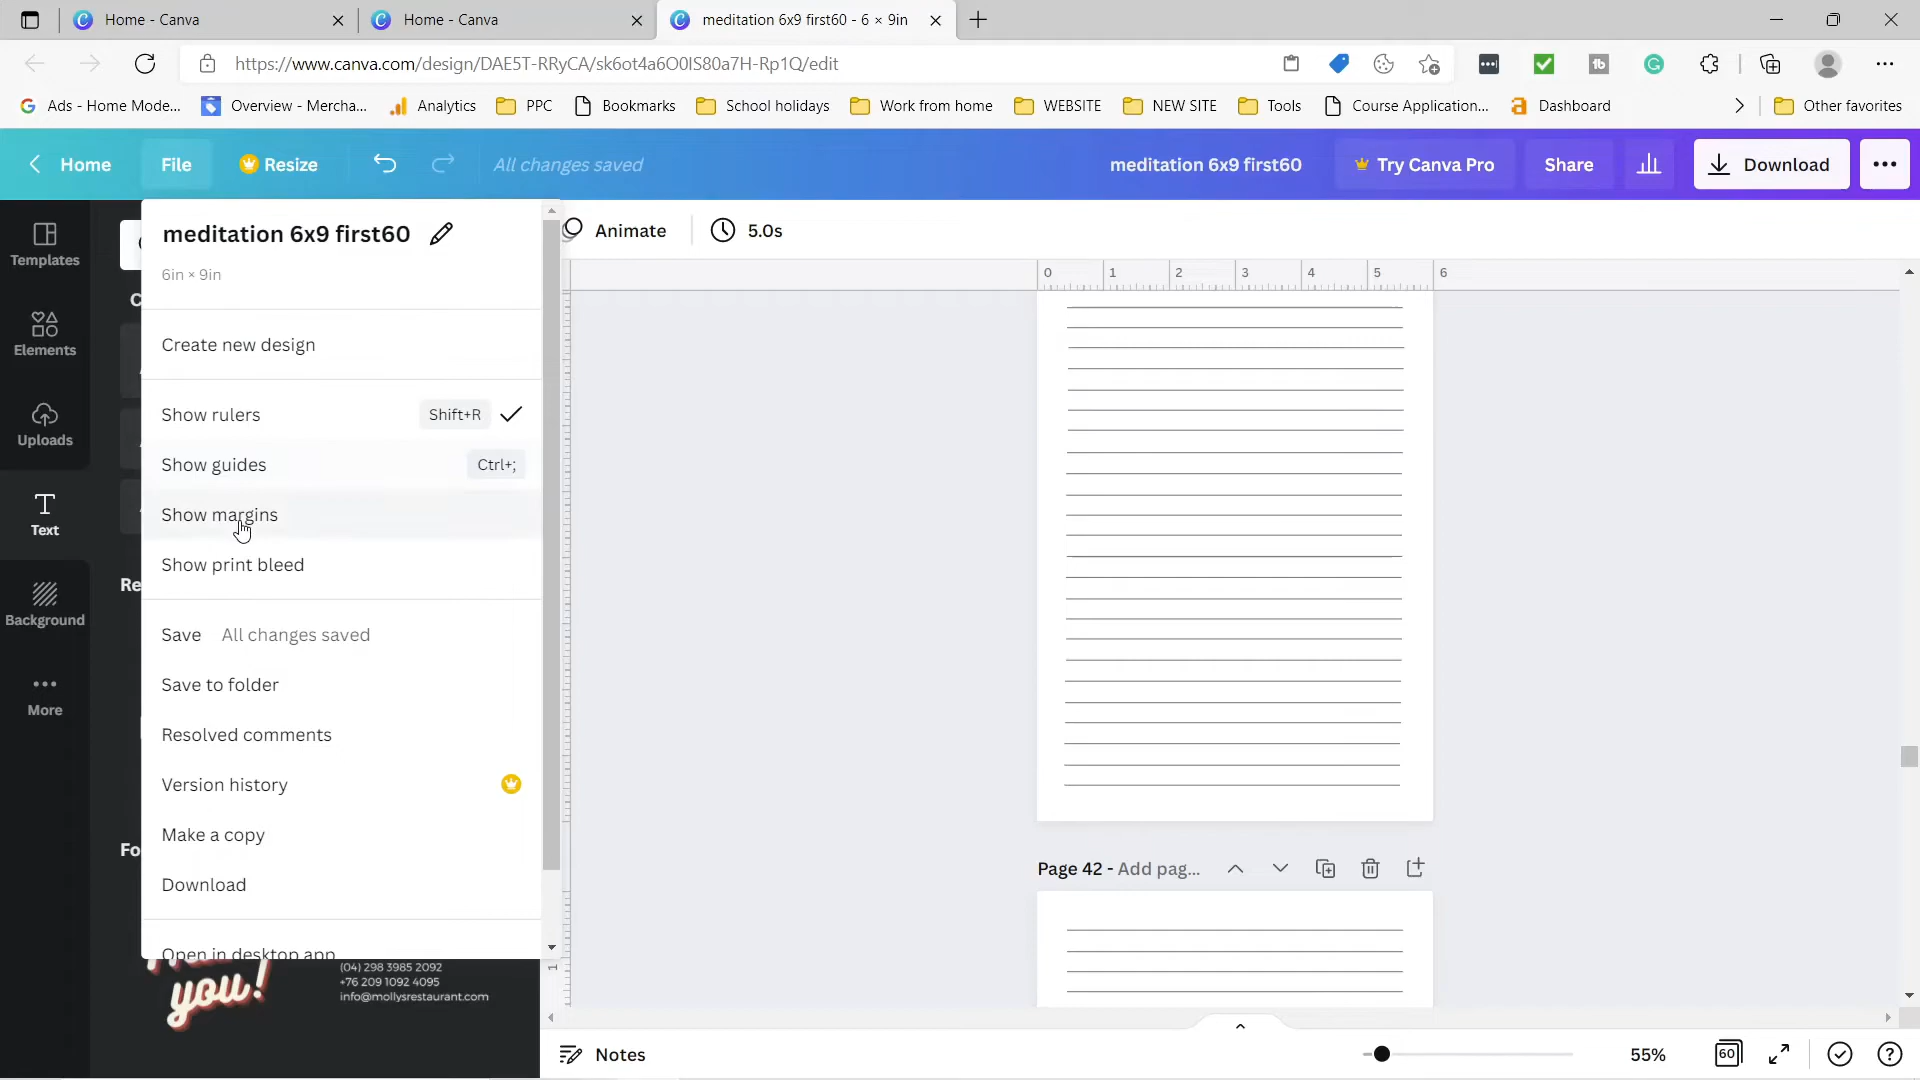 Home - Canva
Home - Canva
meditation 6x9 first60 - 6 × 9in
https://www.canva.com/design/DAE5T-RRyCA/sk6ot4a6O0IS80a7H-Rp1Q/edit
Ads - Home Mode...
Overview - Mercha...
Analytics
PPC
Bookmarks
School holidays
Work from home
WEBSITE
NEW SITE
Tools
Course Application...
Dashboard
Other favorites
Home
File
Resize
All changes saved
meditation 6x9 first60
Try Canva Pro
Share
Download
Templates
Elements
Uploads
Text
Background
More
meditation 6x9 first60
6in × 9in
Create new design
Show rulers
Shift+R
Show guides
Ctrl+;
Show margins
Show print bleed
Save
All changes saved
Save to folder
Resolved comments
Version history
Make a copy
Download
Open in desktop app
Animate
5.0s
0 1 2 3 4 5 6
C
Re
Fo
you!
(04) 298 3985 2092
+76 209 1092 4095
info@mollysrestaurant.com
Page 42 - Add pag...
1
Notes
55%
60